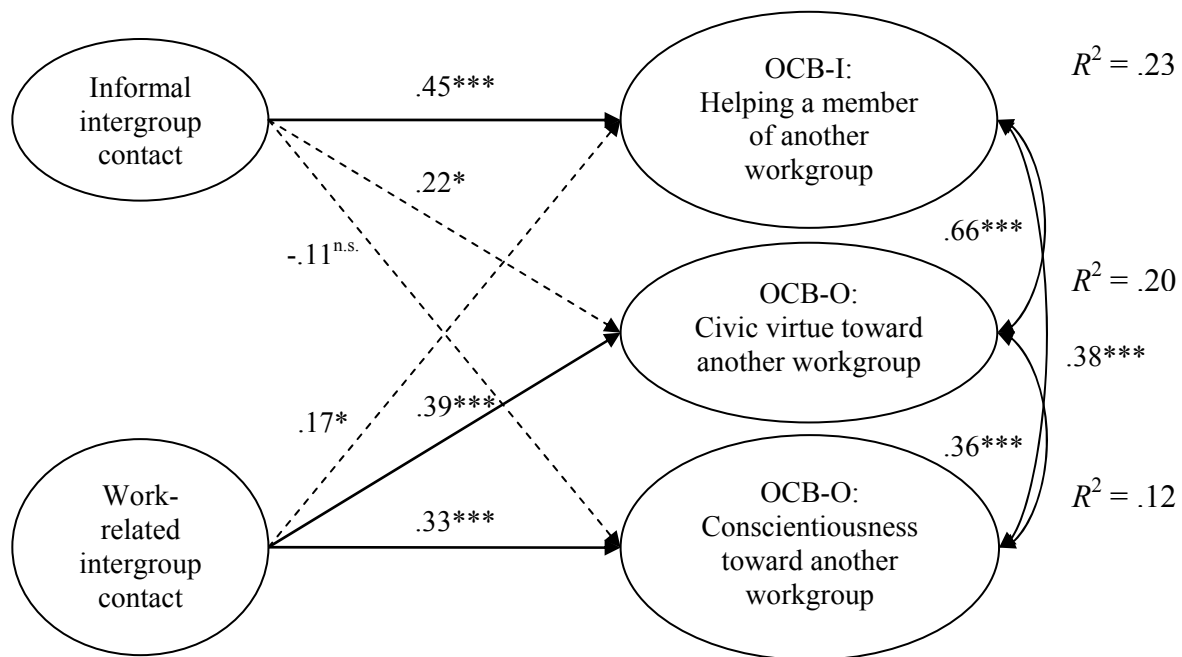 Informal
intergroup
contact
.45***
.22*
-.11n.s.
OCB-I:
Helping a member
of another
workgroup
R2 = .23
.66***
OCB-O:
Civic virtue toward
another workgroup
R2 = .20
.38***
.17*
.39***
.36***
Work-
related
intergroup
contact
.33***
OCB-O:
Conscientiousness
toward another
workgroup
R2 = .12